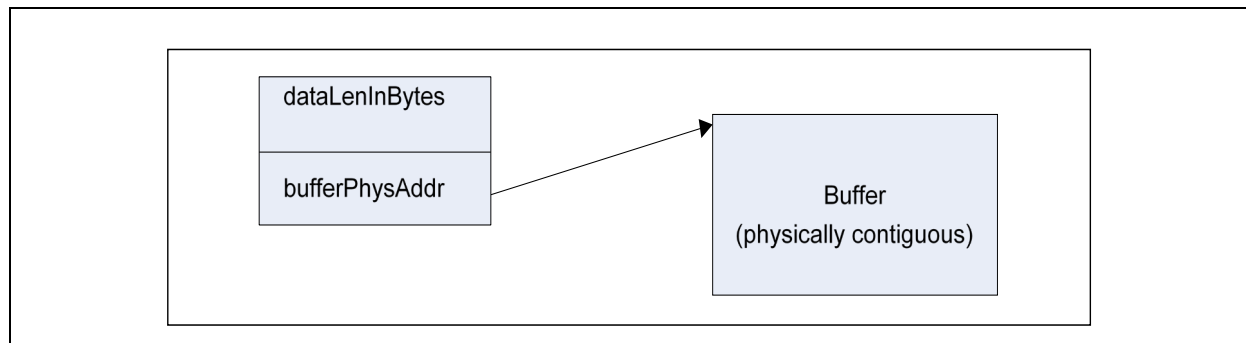 dataLenInBytes
bufferPhysAddr
Buffer
(physically contiguous)